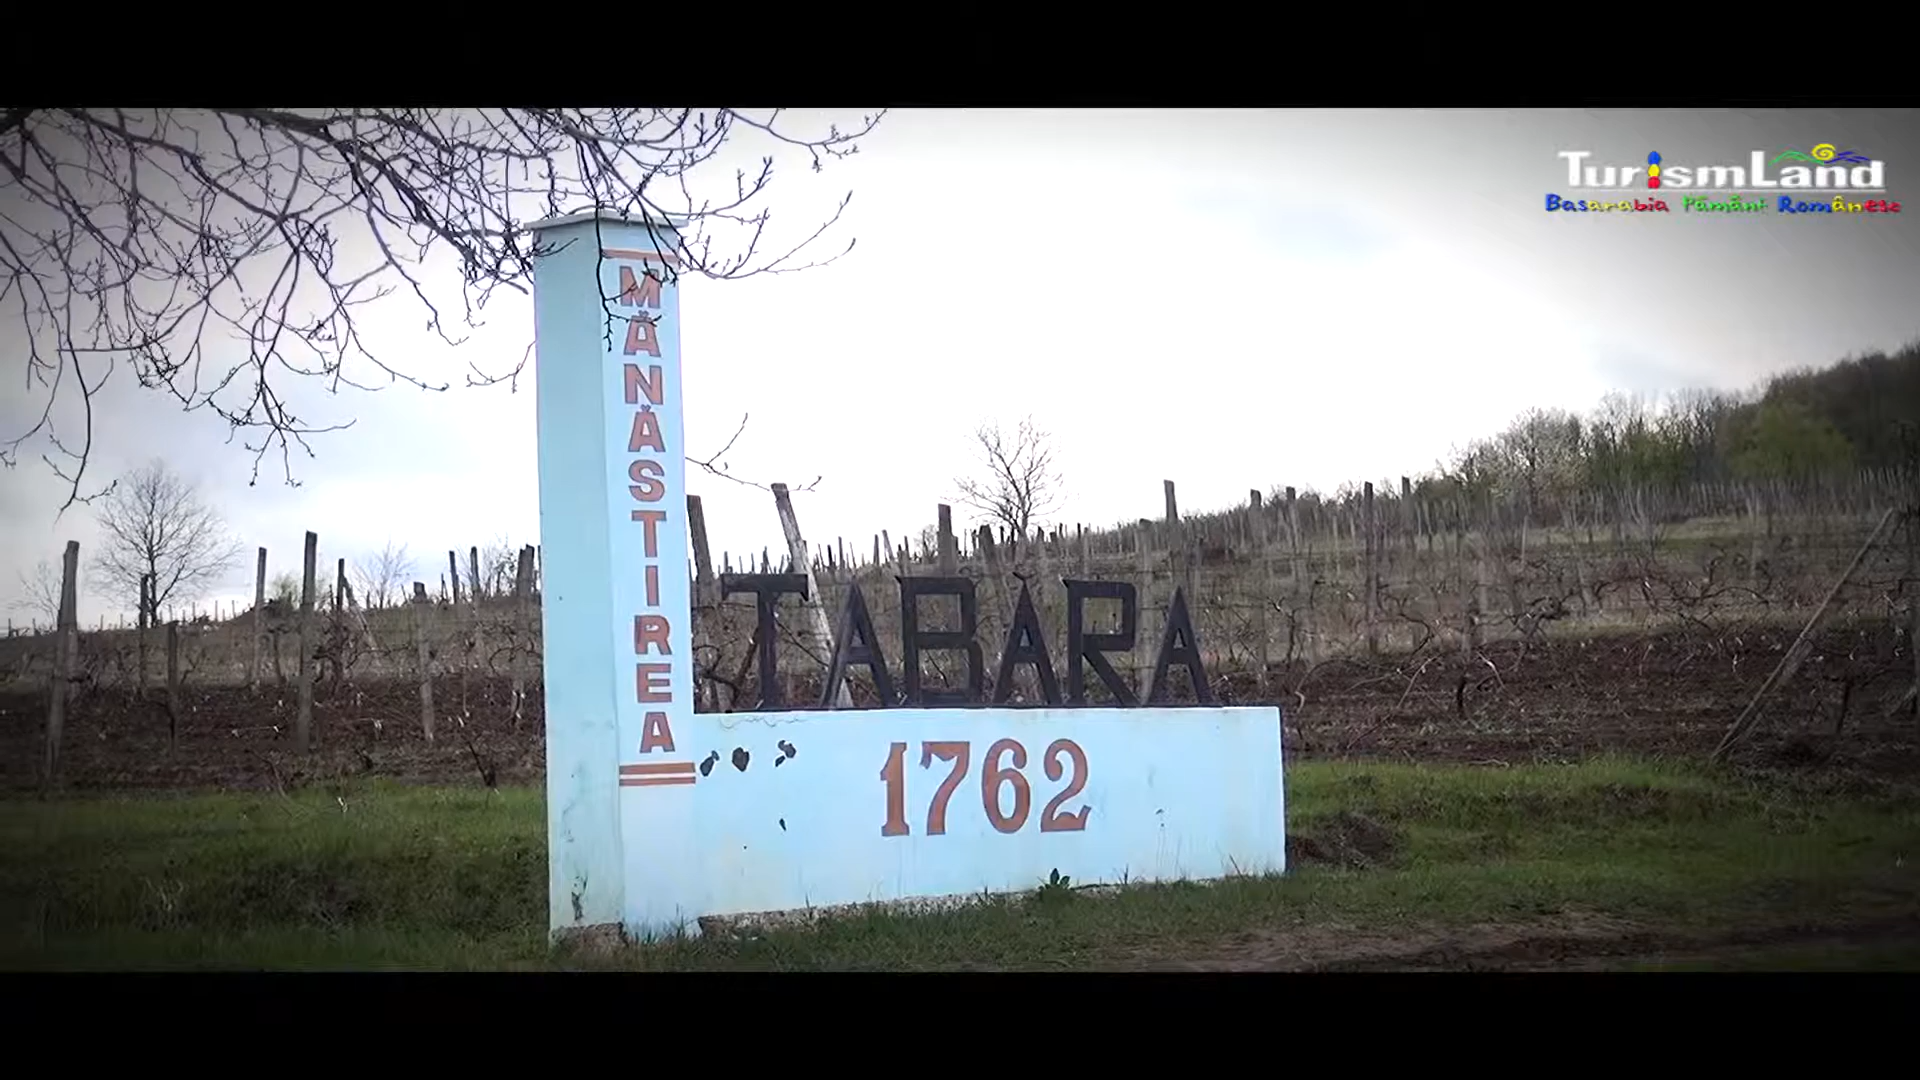 TurismLand
Basarabia Pământ Românesc
MĂNĂSTIREA
TABĂRA
1762